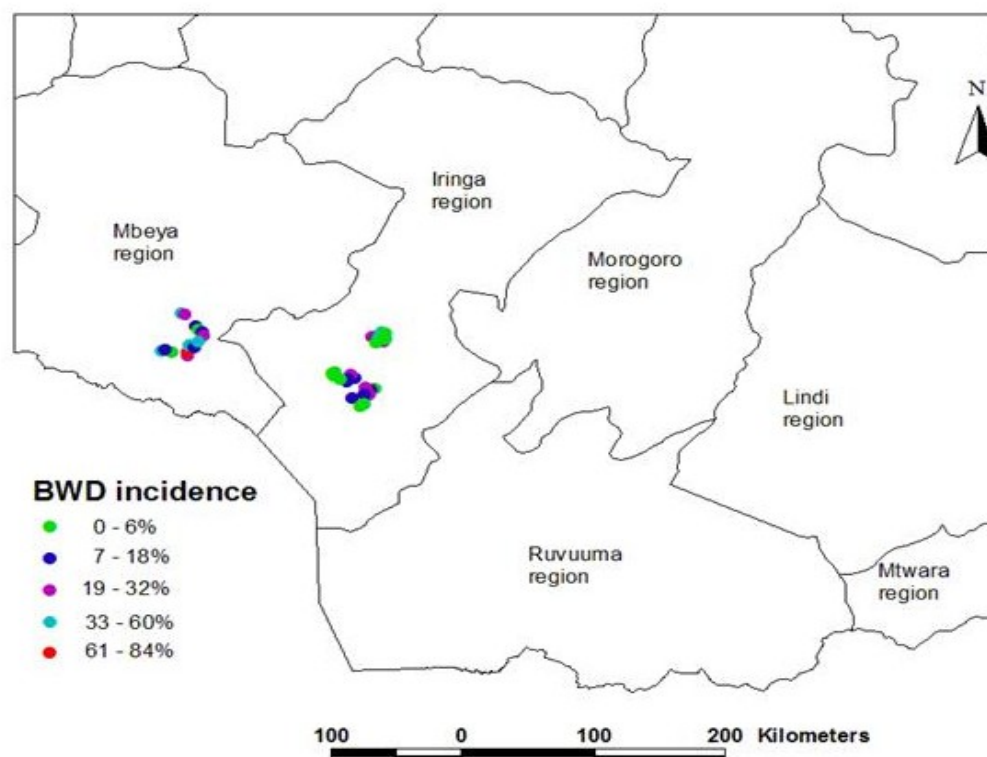 N
Iringa
region
Mbeya
region
Morogoro
region
Lindi
region
BWD incidence
0 - 6%
7 - 18%
19 - 32%
33 - 60%
61 - 84%
Ruvuuma
region
Mtwara
region
100 0 100 200 Kilometers